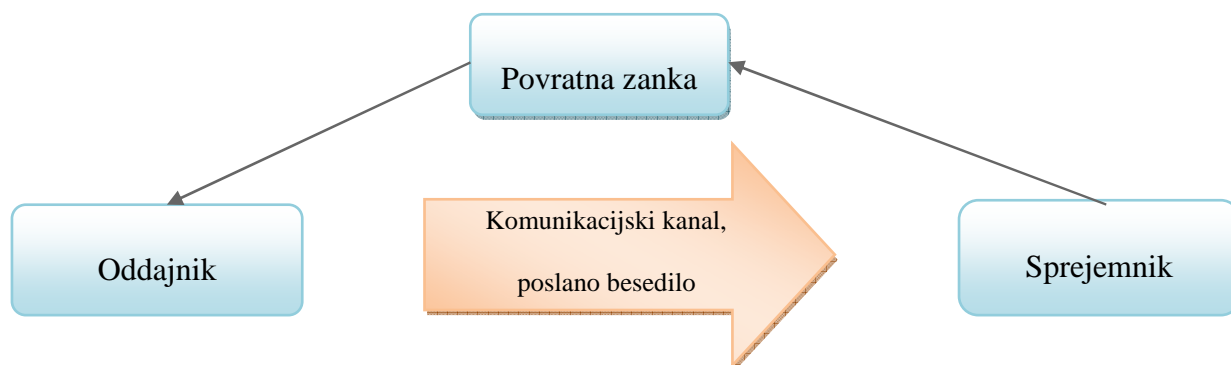 Povratna zanka
Oddajnik
Komunikacijski kanal,
poslano besedilo
Sprejemnik